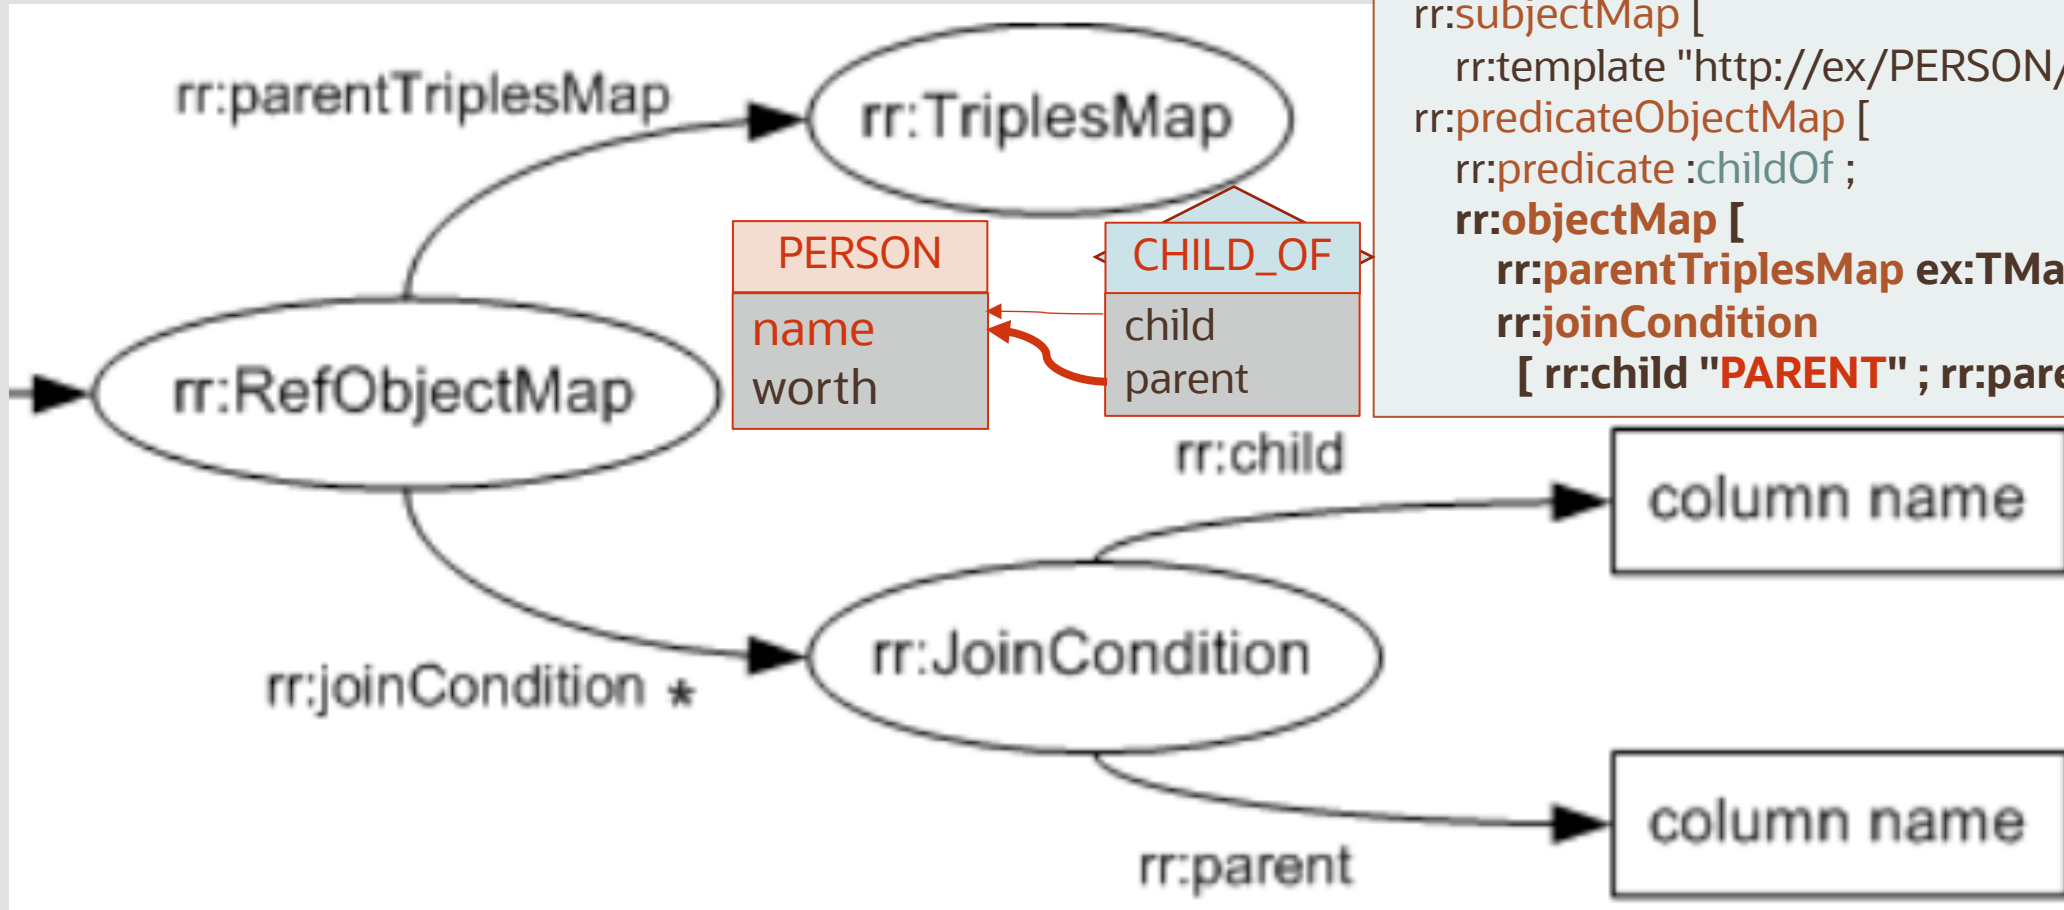 rr:parentTriplesMap
rr:TriplesMap
rr:subjectMap [
rr:template "http://ex/PERSON/
rr:predicateObjectMap [
rr:predicate :childOf ;
rr:objectMap [
rr:parentTriplesMap ex:TMa
rr:joinCondition
[ rr:child "PARENT" ; rr:pare
PERSON
name
worth
CHILD_OF
child
parent
rr:RefObjectMap
rr:child
column name
rr:joinCondition *
rr:JoinCondition
rr:parent
column name